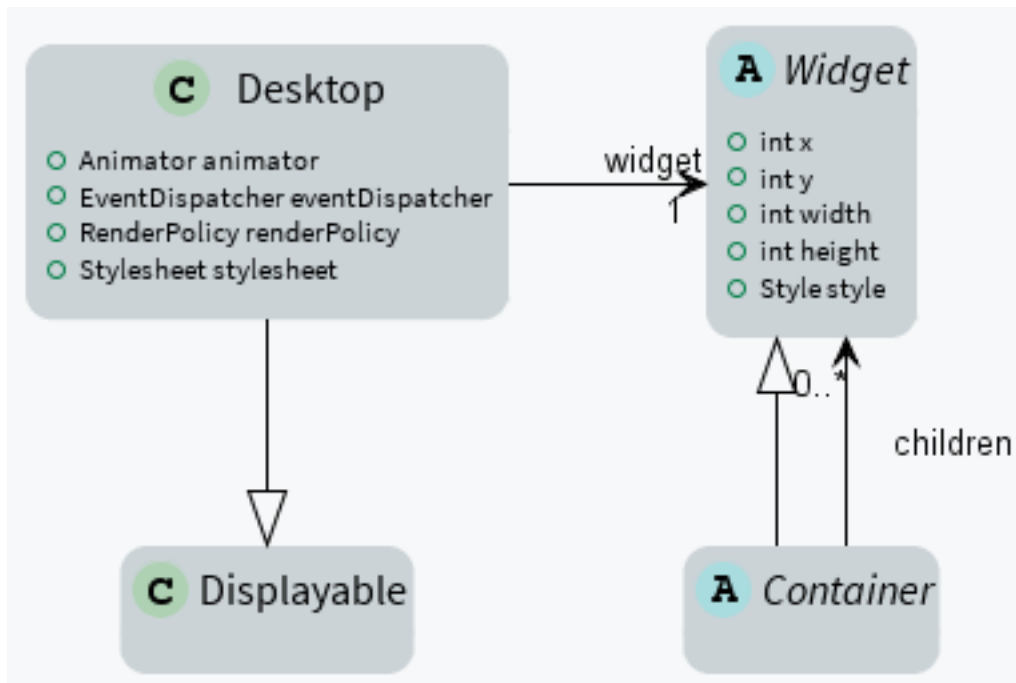 C Desktop
Animator animator
EventDispatcher eventDispatcher
RenderPolicy renderPolicy
Stylesheet stylesheet
widget
1
A Widget
int x
int y
int width
int height
Style style
0..*
children
C Displayable
A Container